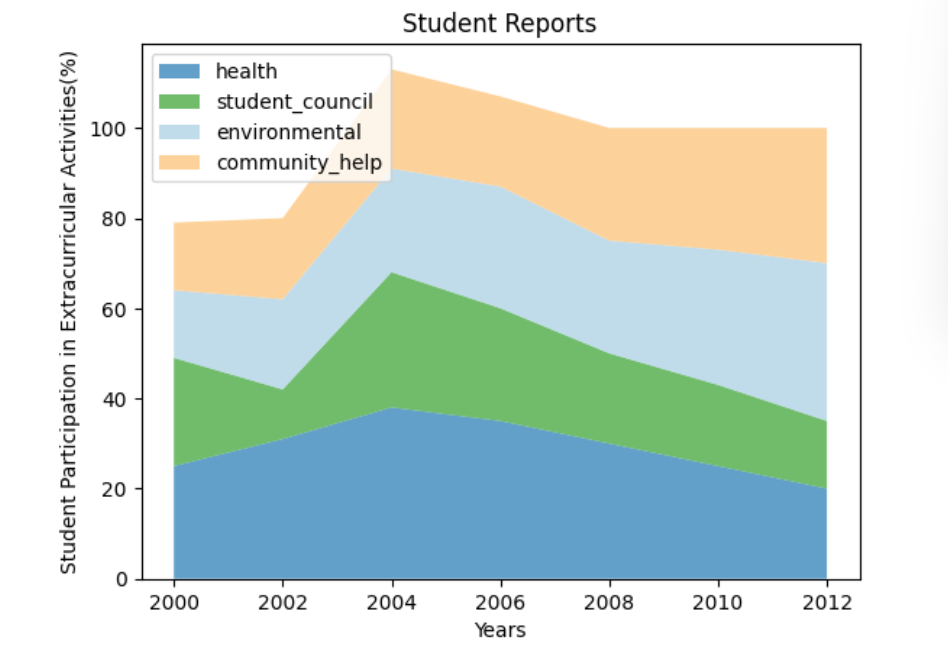 Student Reports
health
student_council
environmental
community_help
Student Participation in Extracurricular Activities(%)
100
80
60
40
20
0
2000 2002 2004 2006 2008 2010 2012
Years